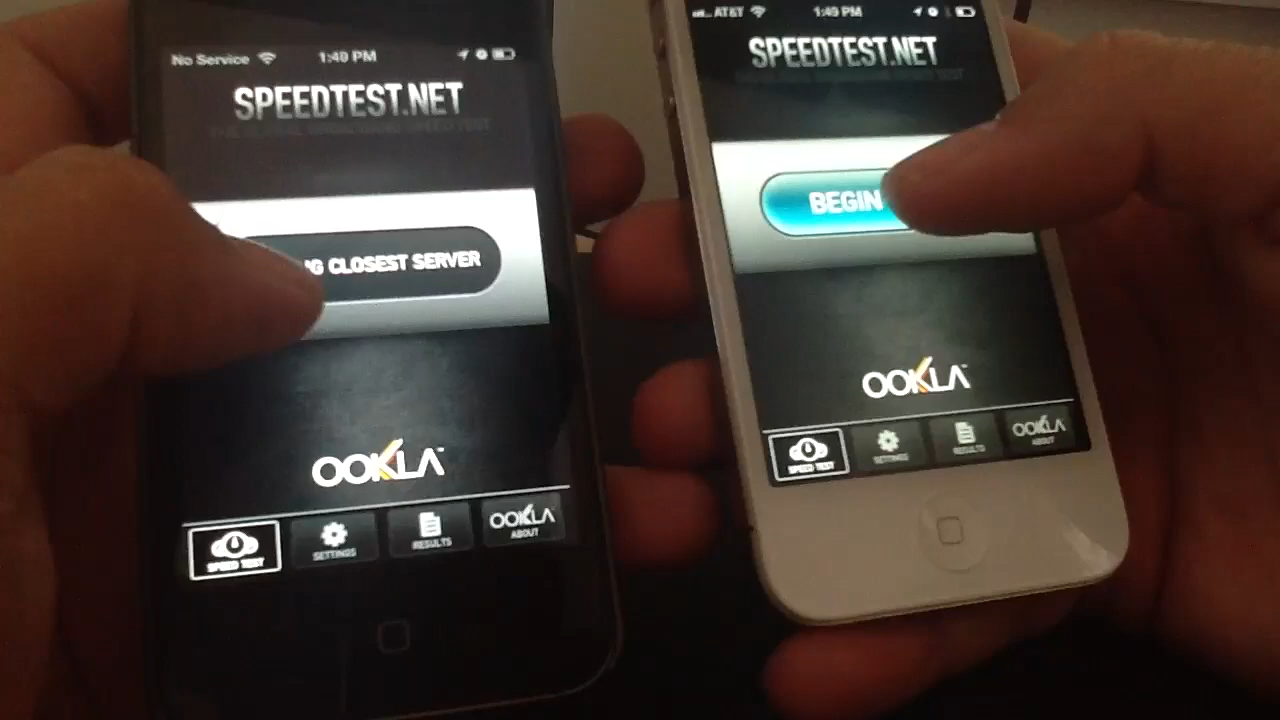 No Service 1:49 PM
SPEEDTEST.NET
CLOSEST SERVER
OOKLA
SPEED TEST
SETTINGS
RESULTS
OOKLA
ABOUT
AT&T 1:49 PM
SPEEDTEST.NET
BEGIN
OOKLA™
SPEED TEST
SETTINGS
RESULTS
OOKLA
ABOUT